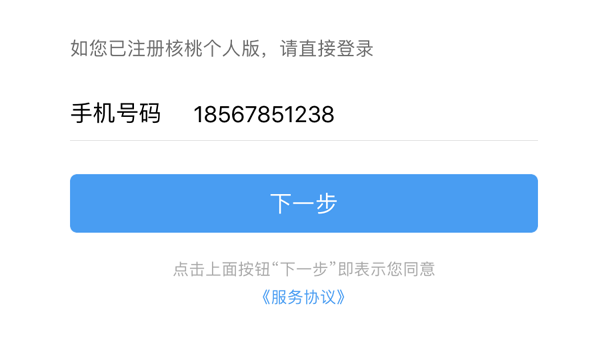 如您已注册核桃个人版，请直接登录
手机号码 18567851238
下一步
点击上面按钮“下一步”即表示您同意
《服务协议》